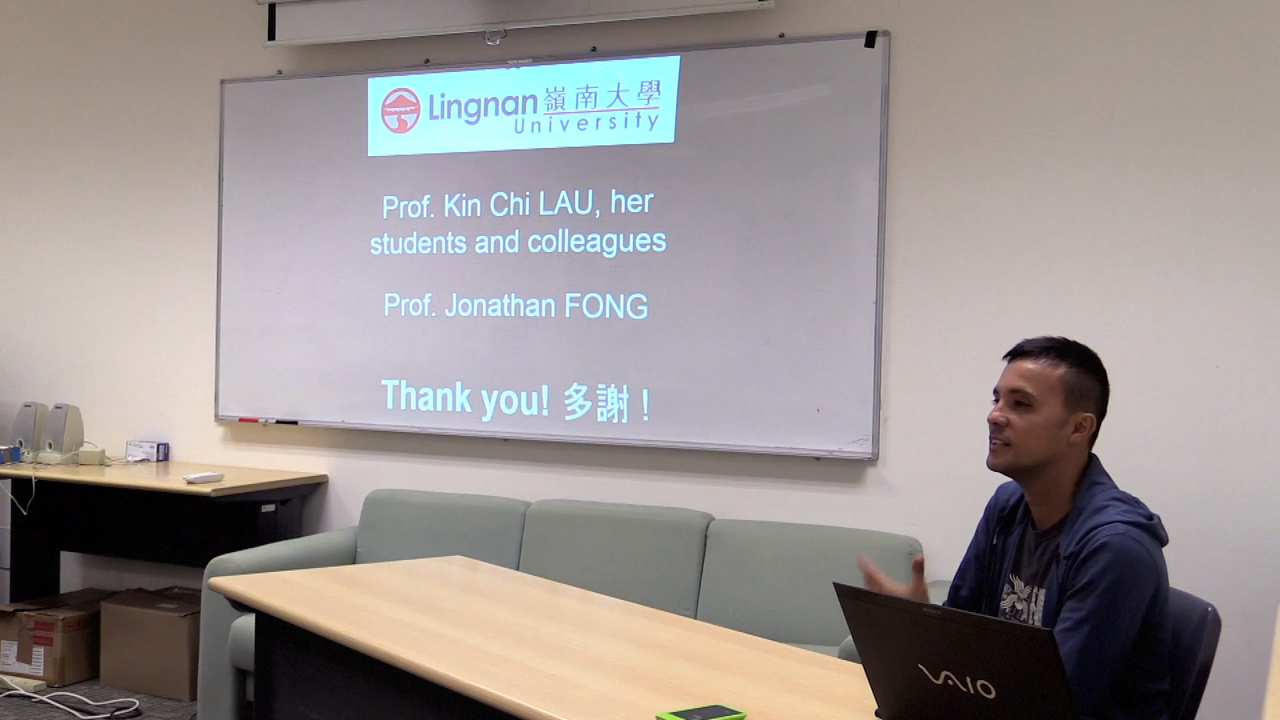 Lingnan 嶺南大學
University
Prof. Kin Chi LAU, her
students and colleagues
Prof. Jonathan FONG
Thank you! 多謝 !
VAIO